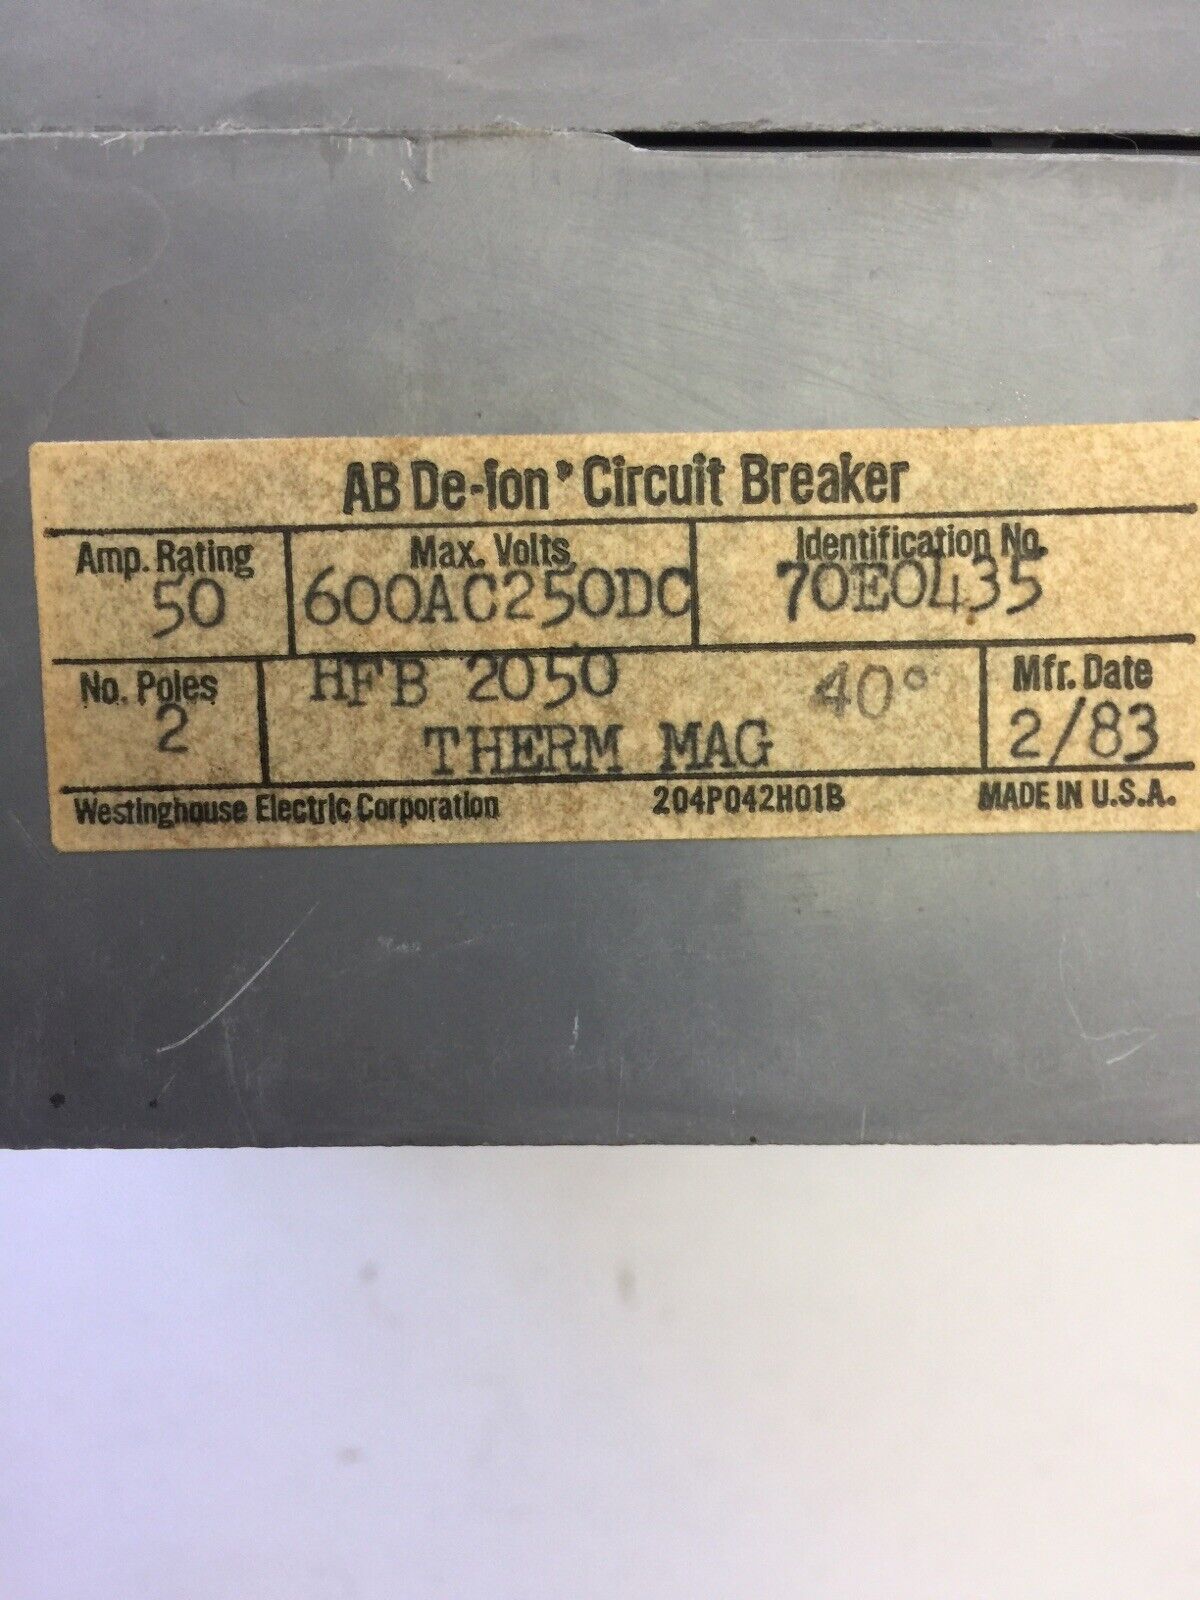 AB De-ion® Circuit Breaker
Amp. Rating Max. Volts Identification No.
50 600AC250DC 70E0435
No. Poles HFB 2050 40° Mfr. Date
2 THERM MAG 2/83
Westinghouse Electric Corporation 204P042H01B MADE IN U.S.A.